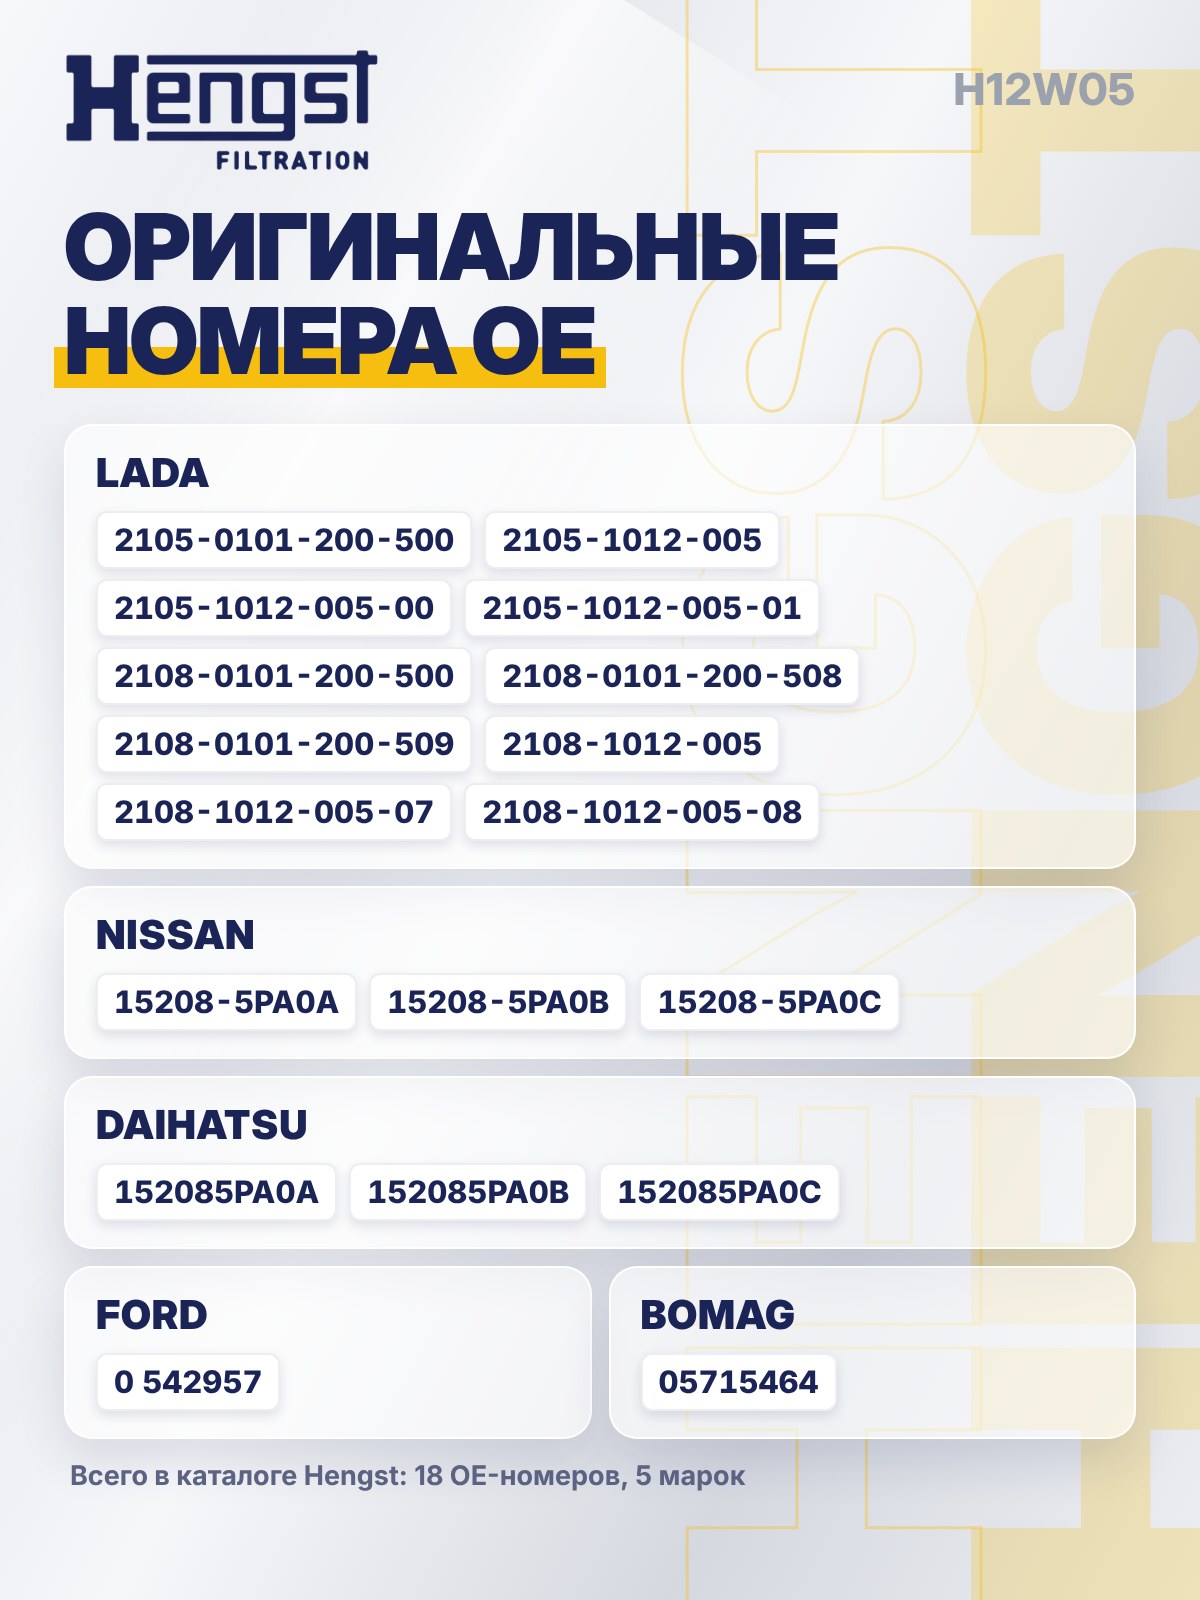 Hengst
FILTRATION
H12W05
ОРИГИНАЛЬНЫЕ
НОМЕРА OE
LADA
2105-0101-200-500 2105-1012-005
2105-1012-005-00 2105-1012-005-01
2108-0101-200-500 2108-0101-200-508
2108-0101-200-509 2108-1012-005
2108-1012-005-07 2108-1012-005-08
NISSAN
15208-5PA0A 15208-5PA0B 15208-5PA0C
DAIHATSU
152085PA0A 152085PA0B 152085PA0C
FORD
0 542957
BOMAG
05715464
Всего в каталоге Hengst: 18 OE-номеров, 5 марок
HENGST
HENGST